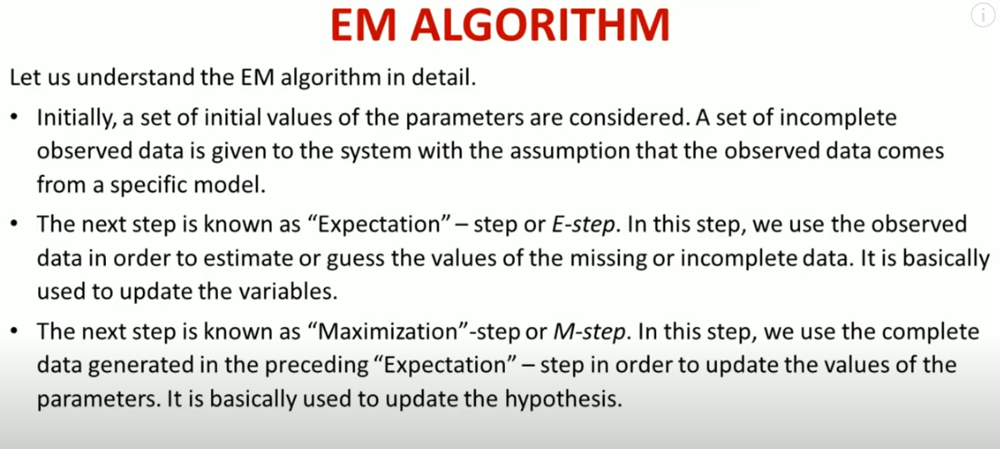 EM ALGORITHM
Let us understand the EM algorithm in detail.
• Initially, a set of initial values of the parameters are considered. A set of incomplete
observed data is given to the system with the assumption that the observed data comes
from a specific model.
• The next step is known as “Expectation” – step or E-step. In this step, we use the observed
data in order to estimate or guess the values of the missing or incomplete data. It is basically
used to update the variables.
• The next step is known as “Maximization”-step or M-step. In this step, we use the complete
data generated in the preceding “Expectation” – step in order to update the values of the
parameters. It is basically used to update the hypothesis.